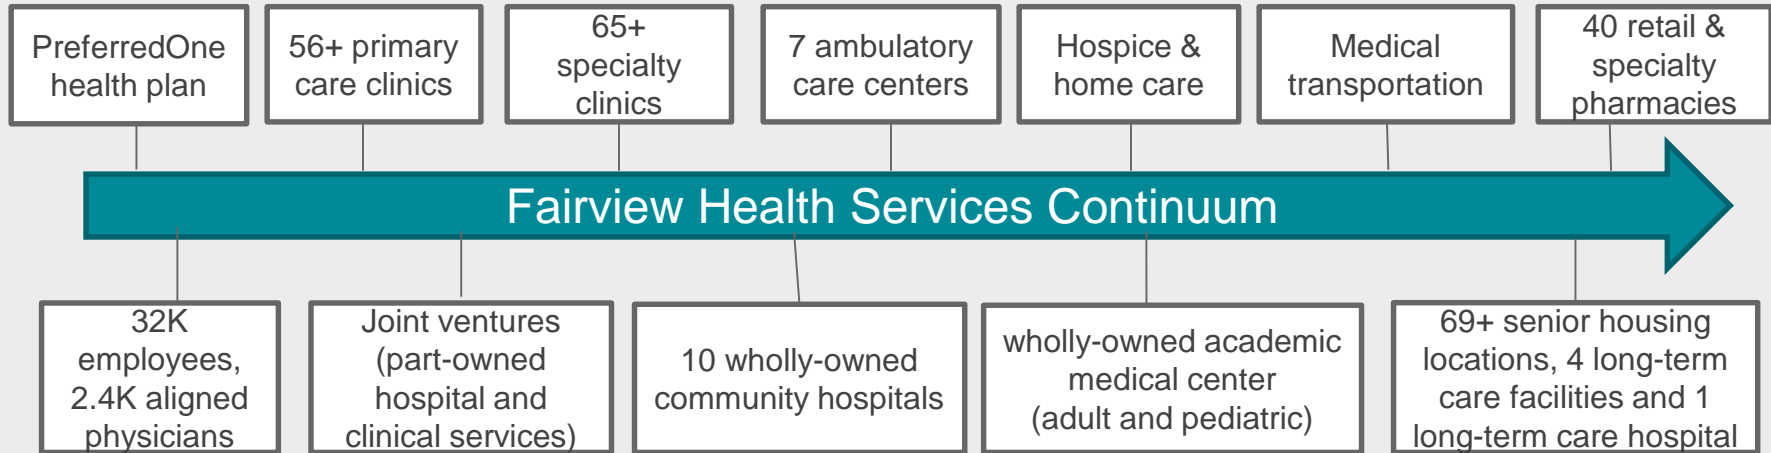 PreferredOne
health plan
56+ primary
care clinics
65+
specialty
clinics
7 ambulatory
care centers
Hospice &
home care
Medical
transportation
40 retail &
specialty
pharmacies
Fairview Health Services Continuum
32K
employees,
2.4K aligned
physicians
Joint ventures
(part-owned
hospital and
clinical services)
10 wholly-owned
community hospitals
wholly-owned academic
medical center
(adult and pediatric)
69+ senior housing
locations, 4 long-term
care facilities and 1
long-term care hospital